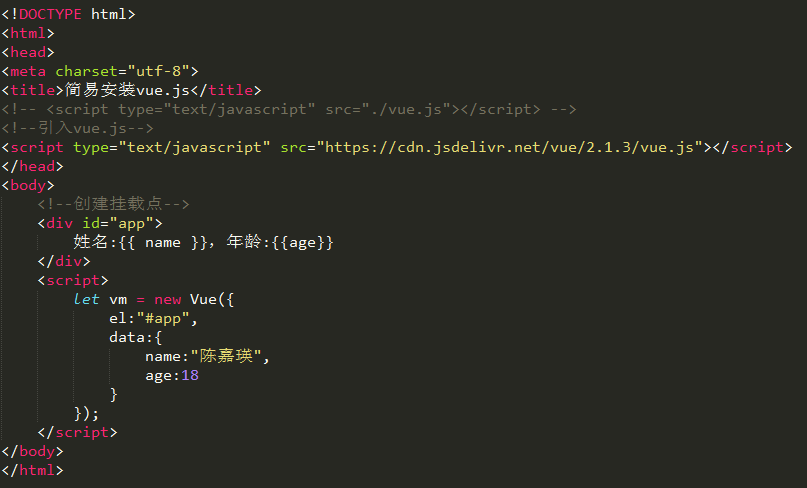 <!DOCTYPE html>
<html>
<head>
<meta charset="utf-8">
<title>简易安装vue.js</title>
<!-- <script type="text/javascript" src="./vue.js"></script> -->
<!--引入vue.js-->
<script type="text/javascript" src="https://cdn.jsdelivr.net/vue/2.1.3/vue.js"></script>
</head>
<body>
    <!--创建挂载点-->
    <div id="app">
        姓名:{{ name }}, 年龄:{{age}}
    </div>
    <script>
        let vm = new Vue({
            el:"#app",
            data:{
                name:"陈嘉瑛",
                age:18
            }
        });
    </script>
</body>
</html>